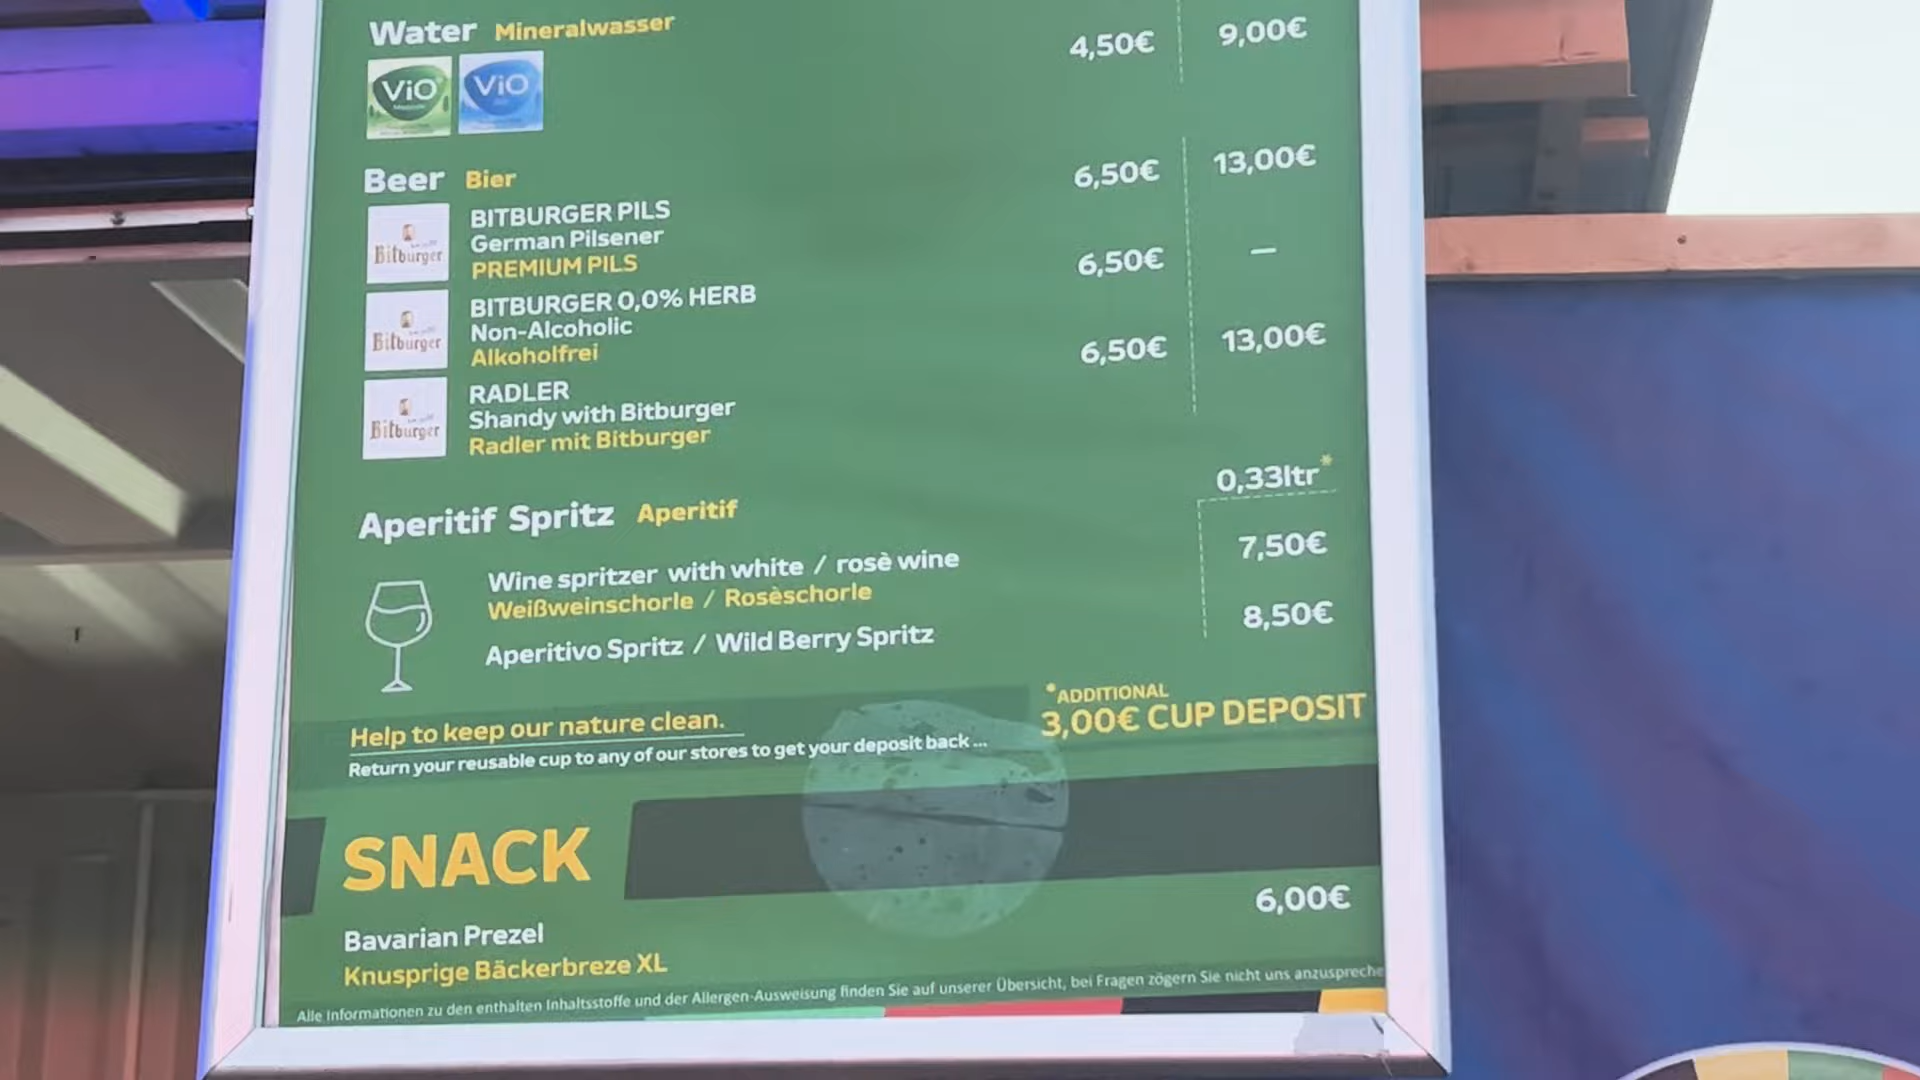 Water Mineralwasser 4,50€ 9,00€
ViO ViO
Beer Bier 6,50€ 13,00€
Bitburger BITBURGER PILS
German Pilsener
PREMIUM PILS 6,50€ –
Bitburger BITBURGER 0,0% HERB
Non-Alcoholic
Alkoholfrei 6,50€ 13,00€
Bitburger RADLER
Shandy with Bitburger
Radler mit Bitburger
0,33ltr*
Aperitif Spritz Aperitif
Wine spritzer with white / rosè wine 7,50€
Weißweinschorle / Rosèschorle
Aperitivo Spritz / Wild Berry Spritz 8,50€
*ADDITIONAL
3,00€ CUP DEPOSIT
Help to keep our nature clean.
Return your reusable cup to any of our stores to get your deposit back ...
SNACK
Bavarian Prezel 6,00€
Knusprige Bäckerbreze XL
Alle Informationen zu den enthalten Inhaltsstoffe und der Allergen-Ausweisung finden Sie auf unserer Übersicht, bei Fragen zögern Sie nicht uns anzuspreche